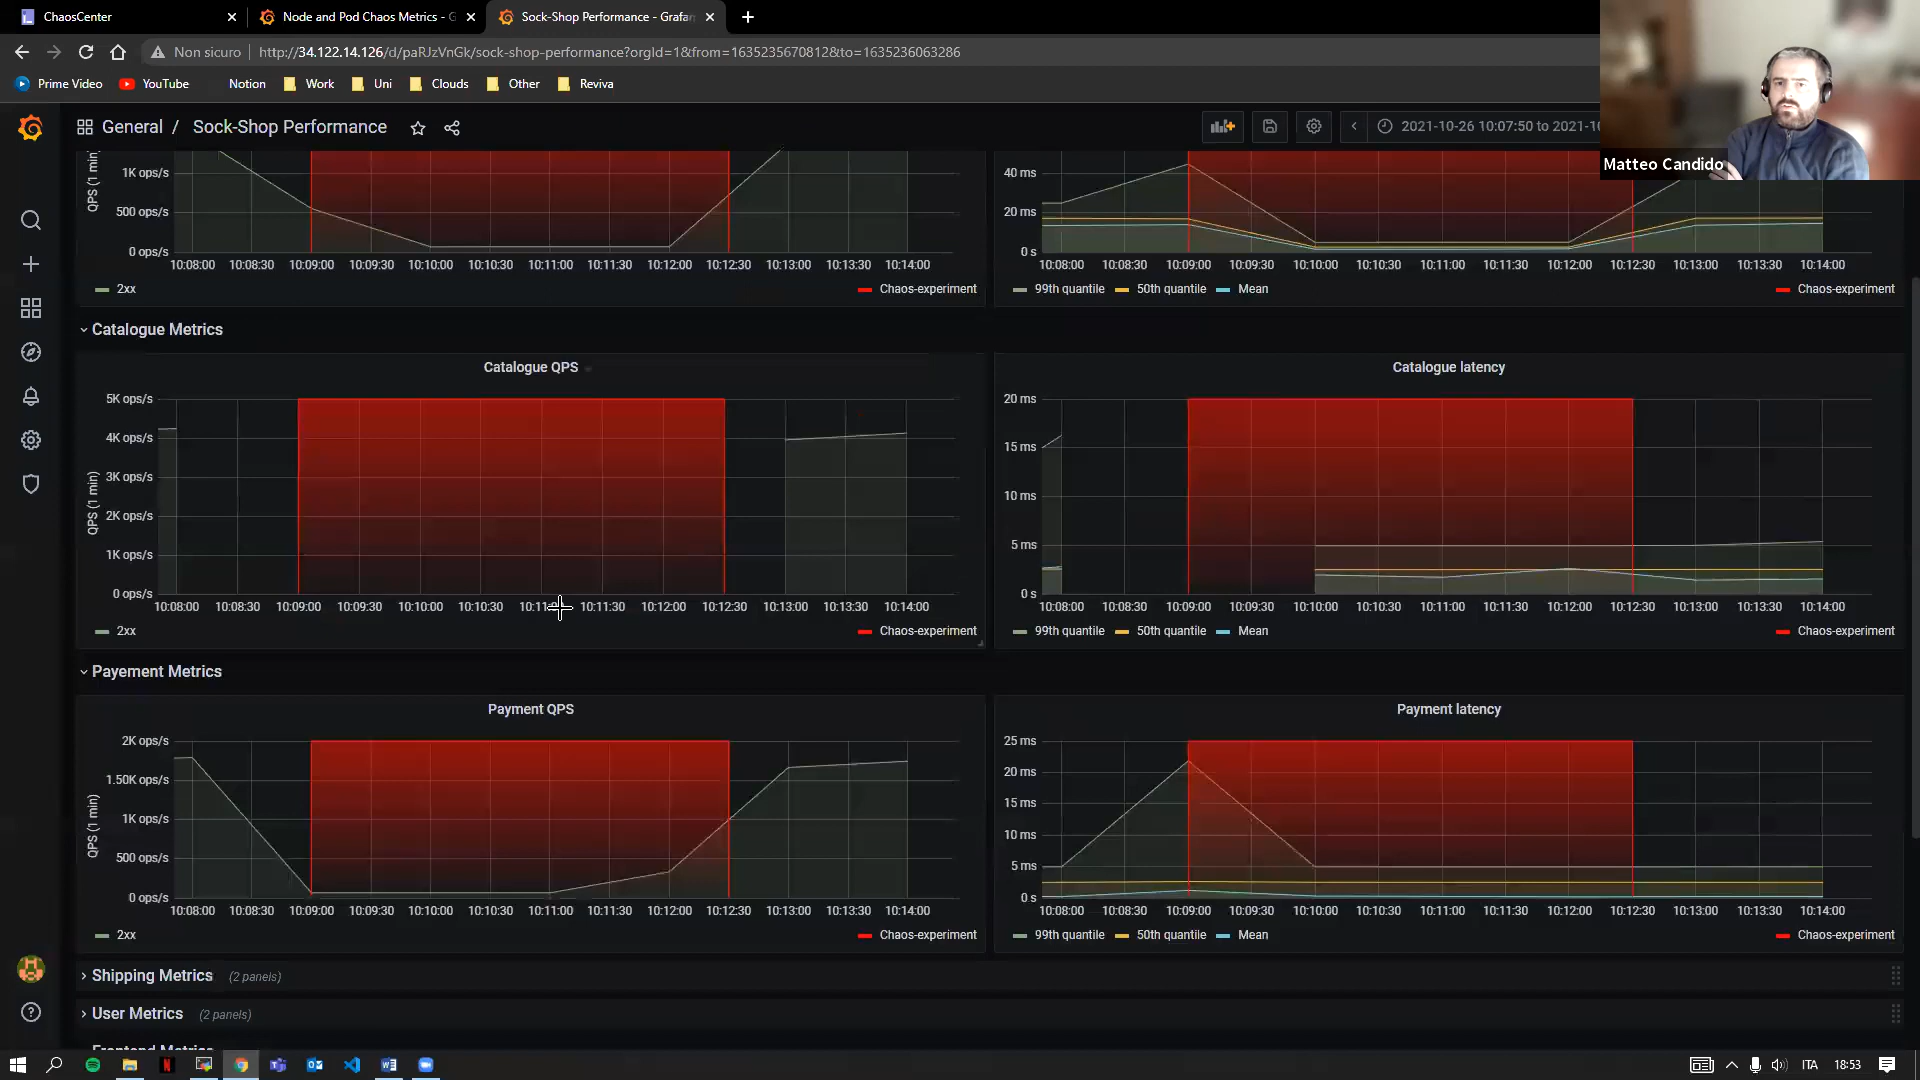 ChaosCenter
Node and Pod Chaos Metrics - G
Sock-Shop Performance - Grafan
Non sicuro
http://34.122.14.126/d/paRJzVnGk/sock-shop-performance?orgId=1&from=1635235670812&to=1635236063286
Prime Video
YouTube
Notion
Work
Uni
Clouds
Other
Reviva
Matteo Candido
General / Sock-Shop Performance
2021-10-26 10:07:50 to 2021-10
QPS (1 min)
1K ops/s
500 ops/s
0 ops/s
10:08:00 10:08:30 10:09:00 10:09:30 10:10:00 10:10:30 10:11:00 10:11:30 10:12:00 10:12:30 10:13:00 10:13:30 10:14:00
2xx
Chaos-experiment
40 ms
20 ms
0 s
10:08:00 10:08:30 10:09:00 10:09:30 10:10:00 10:10:30 10:11:00 10:11:30 10:12:00 10:12:30 10:13:00 10:13:30 10:14:00
99th quantile 50th quantile Mean
Chaos-experiment
Catalogue Metrics
Catalogue QPS
QPS (1 min)
5K ops/s
4K ops/s
3K ops/s
2K ops/s
1K ops/s
0 ops/s
10:08:00 10:08:30 10:09:00 10:09:30 10:10:00 10:10:30 10:11:00 10:11:30 10:12:00 10:12:30 10:13:00 10:13:30 10:14:00
2xx
Chaos-experiment
Catalogue latency
20 ms
15 ms
10 ms
5 ms
0 s
10:08:00 10:08:30 10:09:00 10:09:30 10:10:00 10:10:30 10:11:00 10:11:30 10:12:00 10:12:30 10:13:00 10:13:30 10:14:00
99th quantile 50th quantile Mean
Chaos-experiment
Payement Metrics
Payment QPS
QPS (1 min)
2K ops/s
1.50K ops/s
1K ops/s
500 ops/s
0 ops/s
10:08:00 10:08:30 10:09:00 10:09:30 10:10:00 10:10:30 10:11:00 10:11:30 10:12:00 10:12:30 10:13:00 10:13:30 10:14:00
2xx
Chaos-experiment
Payment latency
25 ms
20 ms
15 ms
10 ms
5 ms
0 s
10:08:00 10:08:30 10:09:00 10:09:30 10:10:00 10:10:30 10:11:00 10:11:30 10:12:00 10:12:30 10:13:00 10:13:30 10:14:00
99th quantile 50th quantile Mean
Chaos-experiment
Shipping Metrics (2 panels)
User Metrics (2 panels)
Frontend Metrics
ITA
18:53